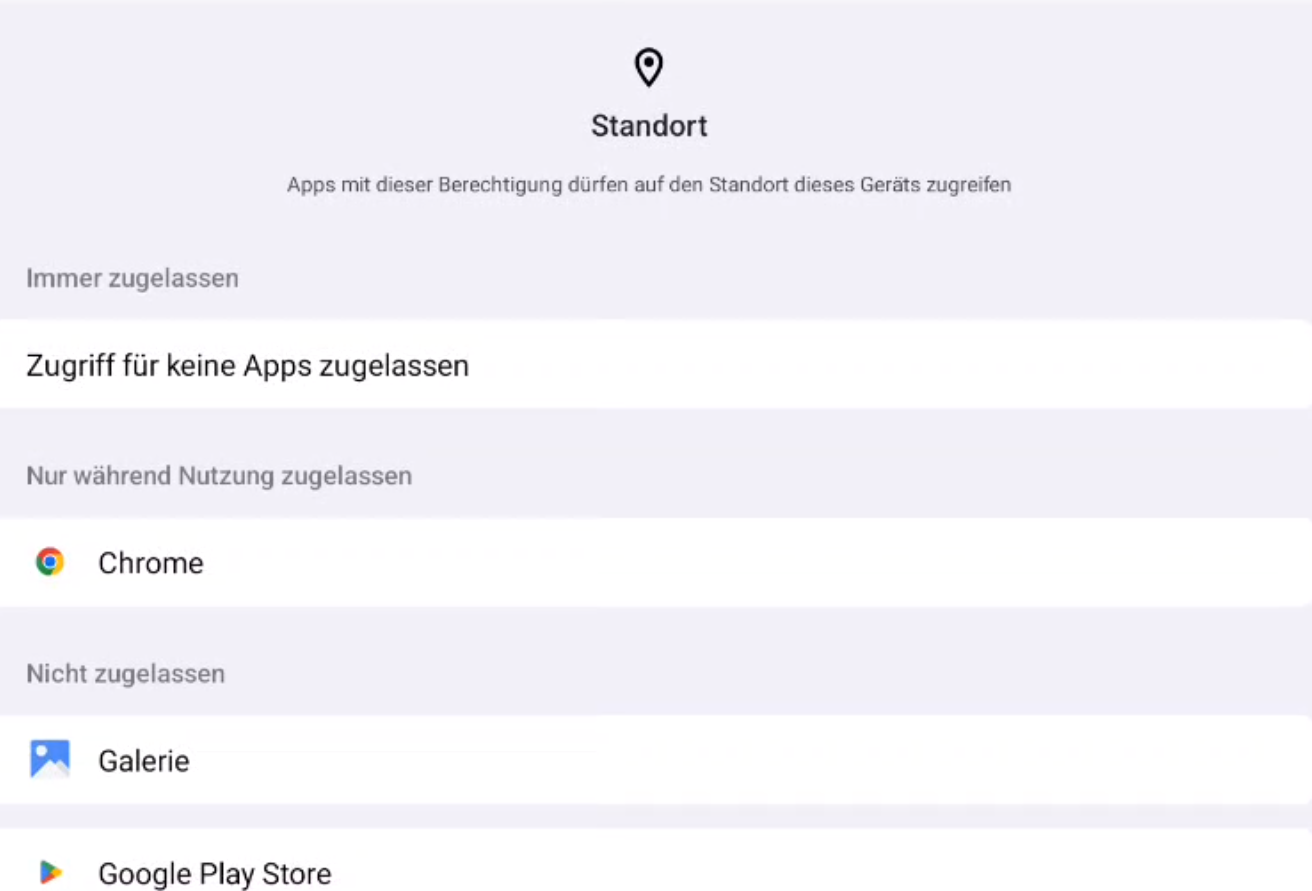 Standort
Apps mit dieser Berechtigung dürfen auf den Standort dieses Geräts zugreifen
Immer zugelassen
Zugriff für keine Apps zugelassen
Nur während Nutzung zugelassen
Chrome
Nicht zugelassen
Galerie
Google Play Store